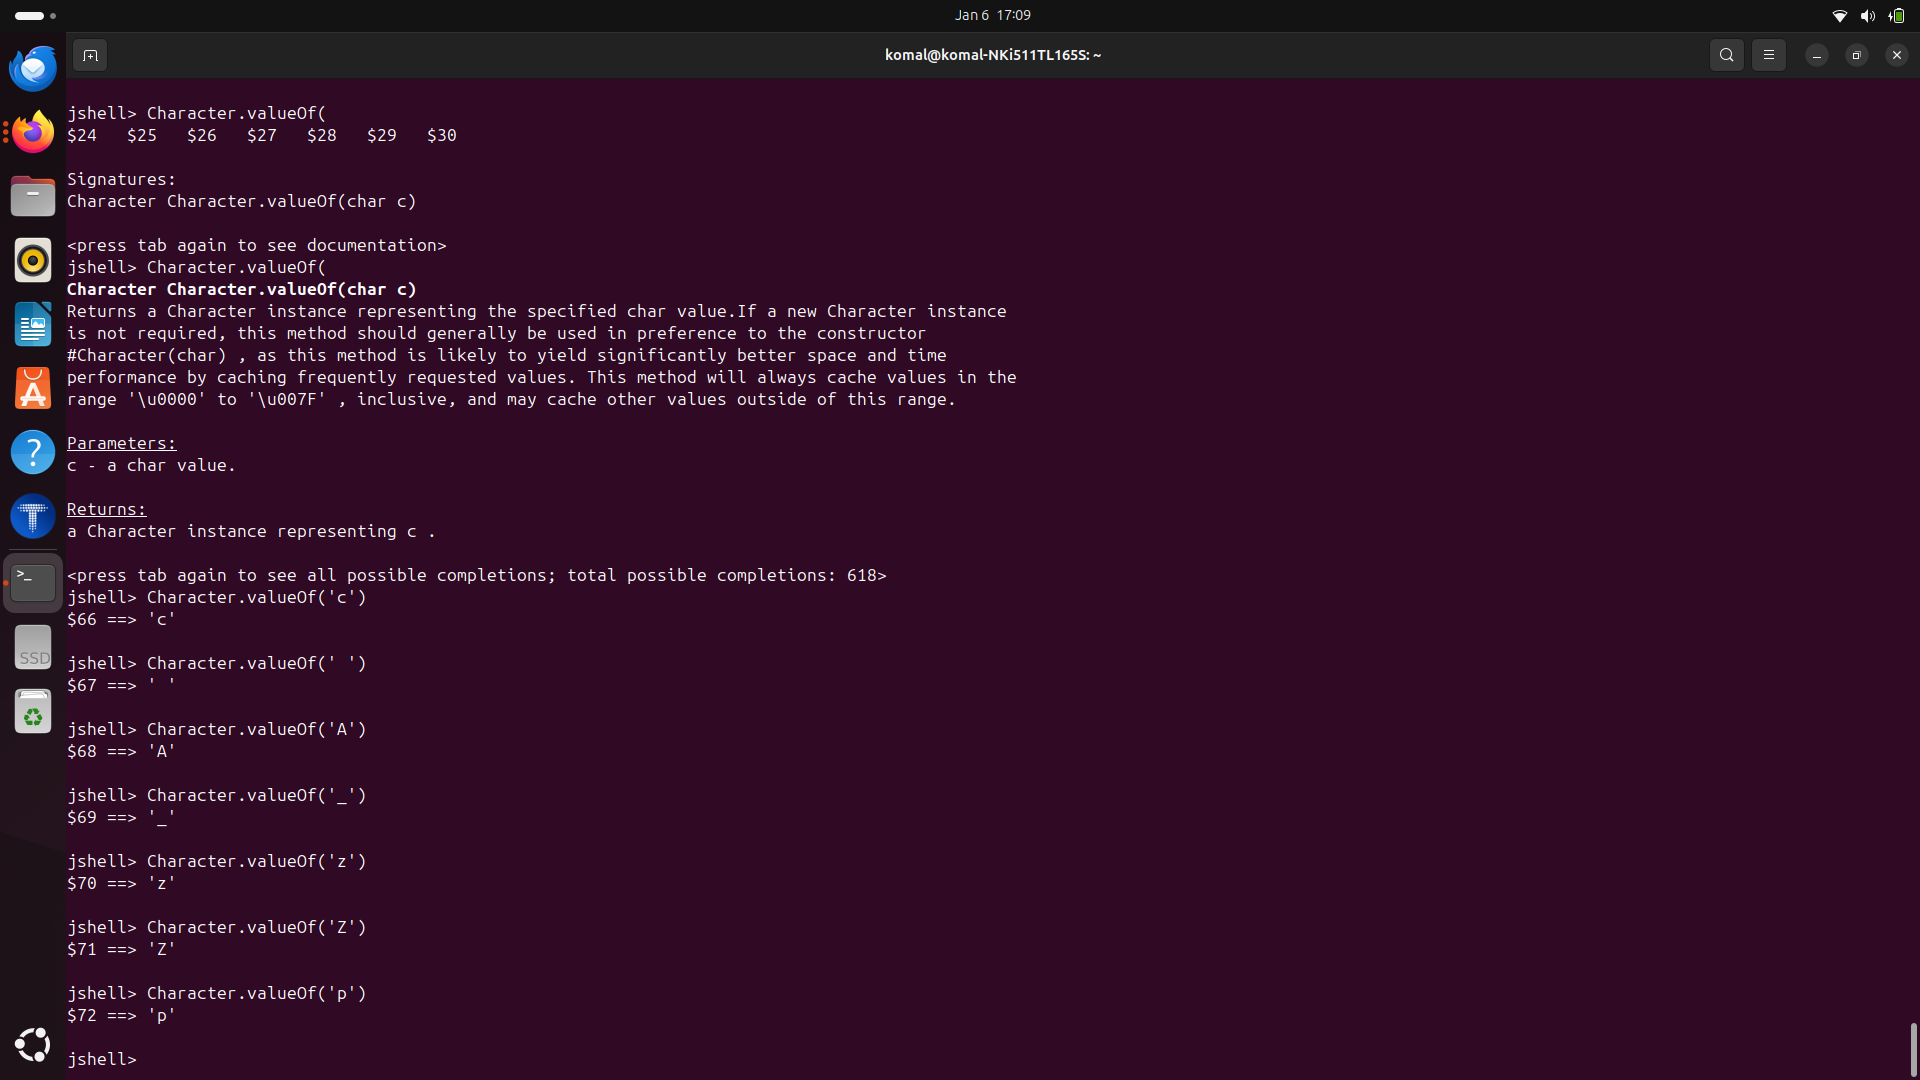 Jan 6 17:09
komal@komal-NKi511TL165S: ~
jshell> Character.valueOf(
$24 $25 $26 $27 $28 $29 $30
Signatures:
Character Character.valueOf(char c)
<press tab again to see documentation>
jshell> Character.valueOf(
Character Character.valueOf(char c)
Returns a Character instance representing the specified char value.If a new Character instance
is not required, this method should generally be used in preference to the constructor
#Character(char) , as this method is likely to yield significantly better space and time
performance by caching frequently requested values. This method will always cache values in the
range '\u0000' to '\u007F' , inclusive, and may cache other values outside of this range.
Parameters:
c - a char value.
Returns:
a Character instance representing c .
<press tab again to see all possible completions; total possible completions: 618>
jshell> Character.valueOf('c')
$66 ==> 'c'
jshell> Character.valueOf(' ')
$67 ==> ' '
jshell> Character.valueOf('A')
$68 ==> 'A'
jshell> Character.valueOf('_')
$69 ==> '_'
jshell> Character.valueOf('z')
$70 ==> 'z'
jshell> Character.valueOf('Z')
$71 ==> 'Z'
jshell> Character.valueOf('p')
$72 ==> 'p'
jshell>
SSD